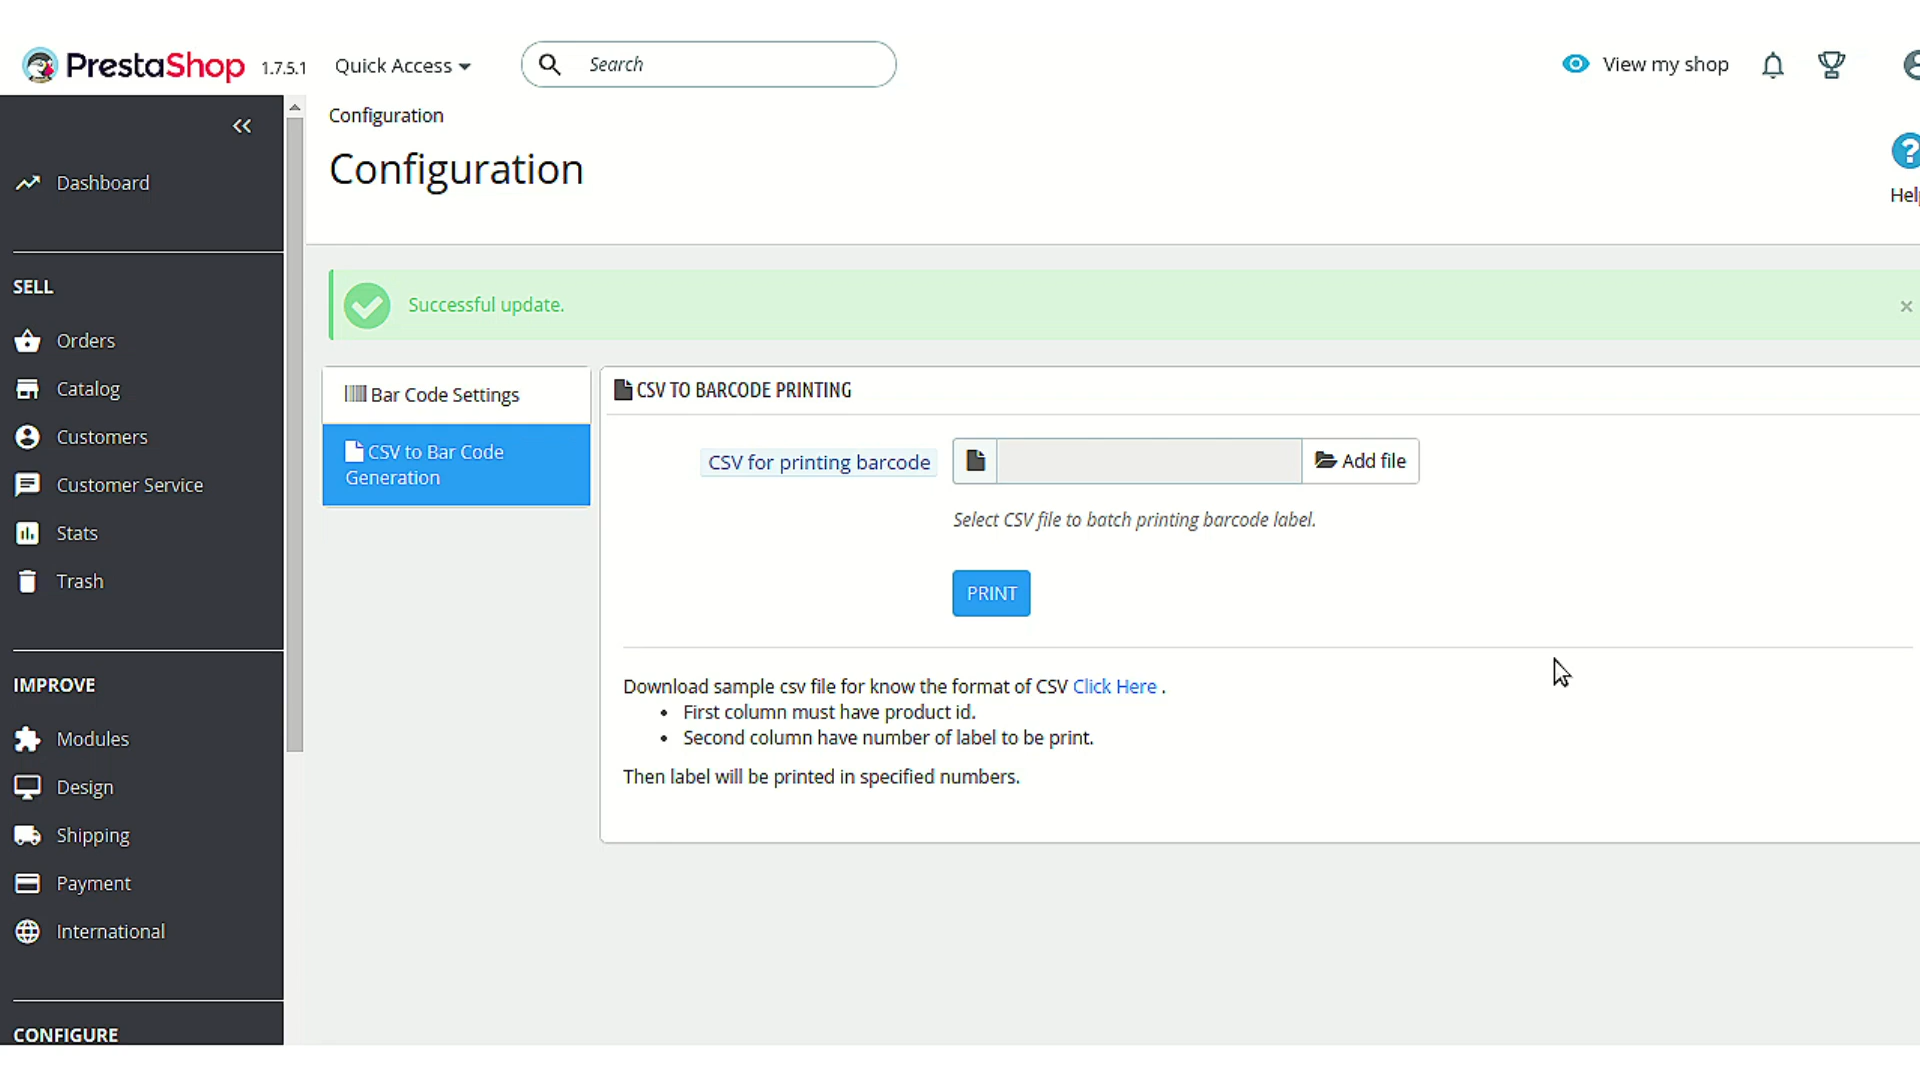 PrestaShop 1.7.5.1 Quick Access Search View my shop
Configuration
Configuration
Help
Dashboard
SELL
Orders
Catalog
Customers
Customer Service
Stats
Trash
IMPROVE
Modules
Design
Shipping
Payment
International
CONFIGURE
Successful update.
Bar Code Settings
CSV to Bar Code
Generation
CSV TO BARCODE PRINTING
CSV for printing barcode Add file
Select CSV file to batch printing barcode label.
PRINT
Download sample csv file for know the format of CSV Click Here .
• First column must have product id.
• Second column have number of label to be print.
Then label will be printed in specified numbers.